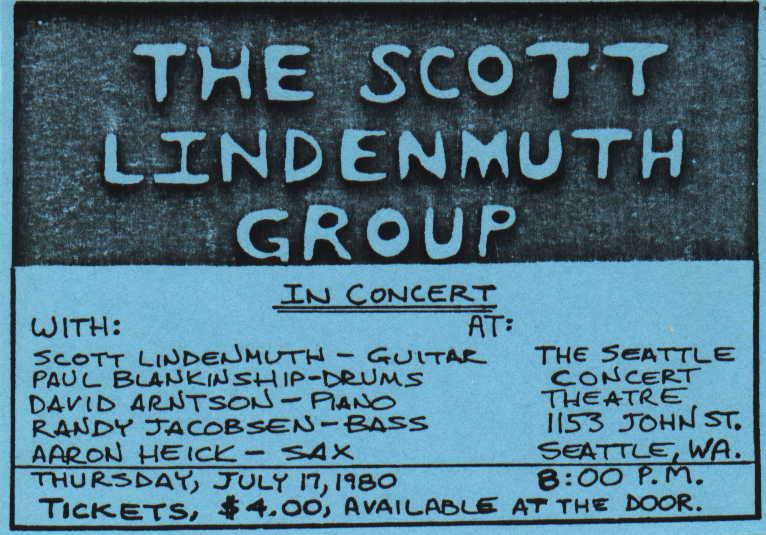 THE SCOTT
LINDENMUTH
GROUP
IN CONCERT
WITH:
SCOTT LINDENMUTH - GUITAR
PAUL BLANKINSHIP-DRUMS
DAVID ARNTSON - PIANO
RANDY JACOBSEN - BASS
AARON HEICK - SAX
AT:
THE SEATTLE
CONCERT
THEATRE
1153 JOHN ST.
SEATTLE, WA.
THURSDAY, JULY 17, 1980
8:00 P.M.
TICKETS, $4.00, AVAILABLE AT THE DOOR.